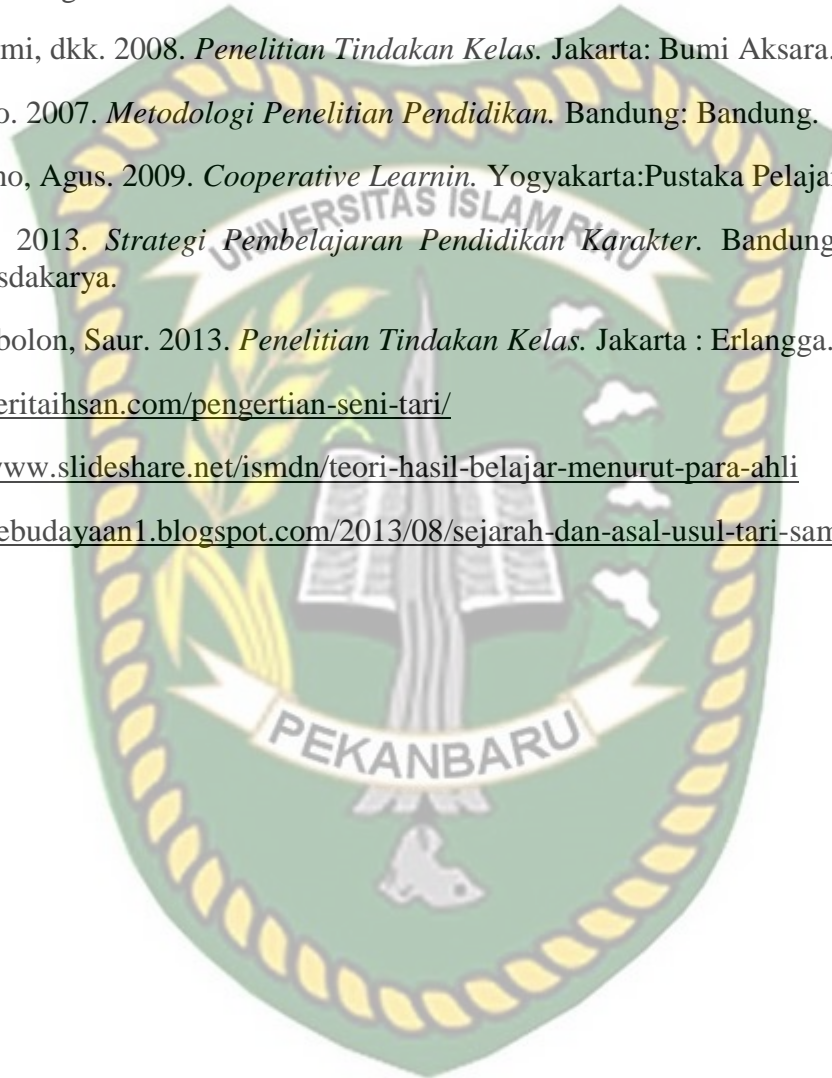 mi, dkk. 2008. Penelitian Tindakan Kelas. Jakarta: Bumi Aksara.
o. 2007. Metodologi Penelitian Pendidikan. Bandung: Bandung.
no, Agus. 2009. Cooperative Learnin. Yogyakarta:Pustaka Pelajar
2013. Strategi Pembelajaran Pendidikan Karakter. Bandung
sdakarya.
bolon, Saur. 2013. Penelitian Tindakan Kelas. Jakarta : Erlangga.
eritaihsan.com/pengertian-seni-tari/
www.slideshare.net/ismdn/teori-hasil-belajar-menurut-para-ahli
ebudayaan1.blogspot.com/2013/08/sejarah-dan-asal-usul-tari-sam
UNIVERSITAS ISLAM RIAU
PEKANBARU